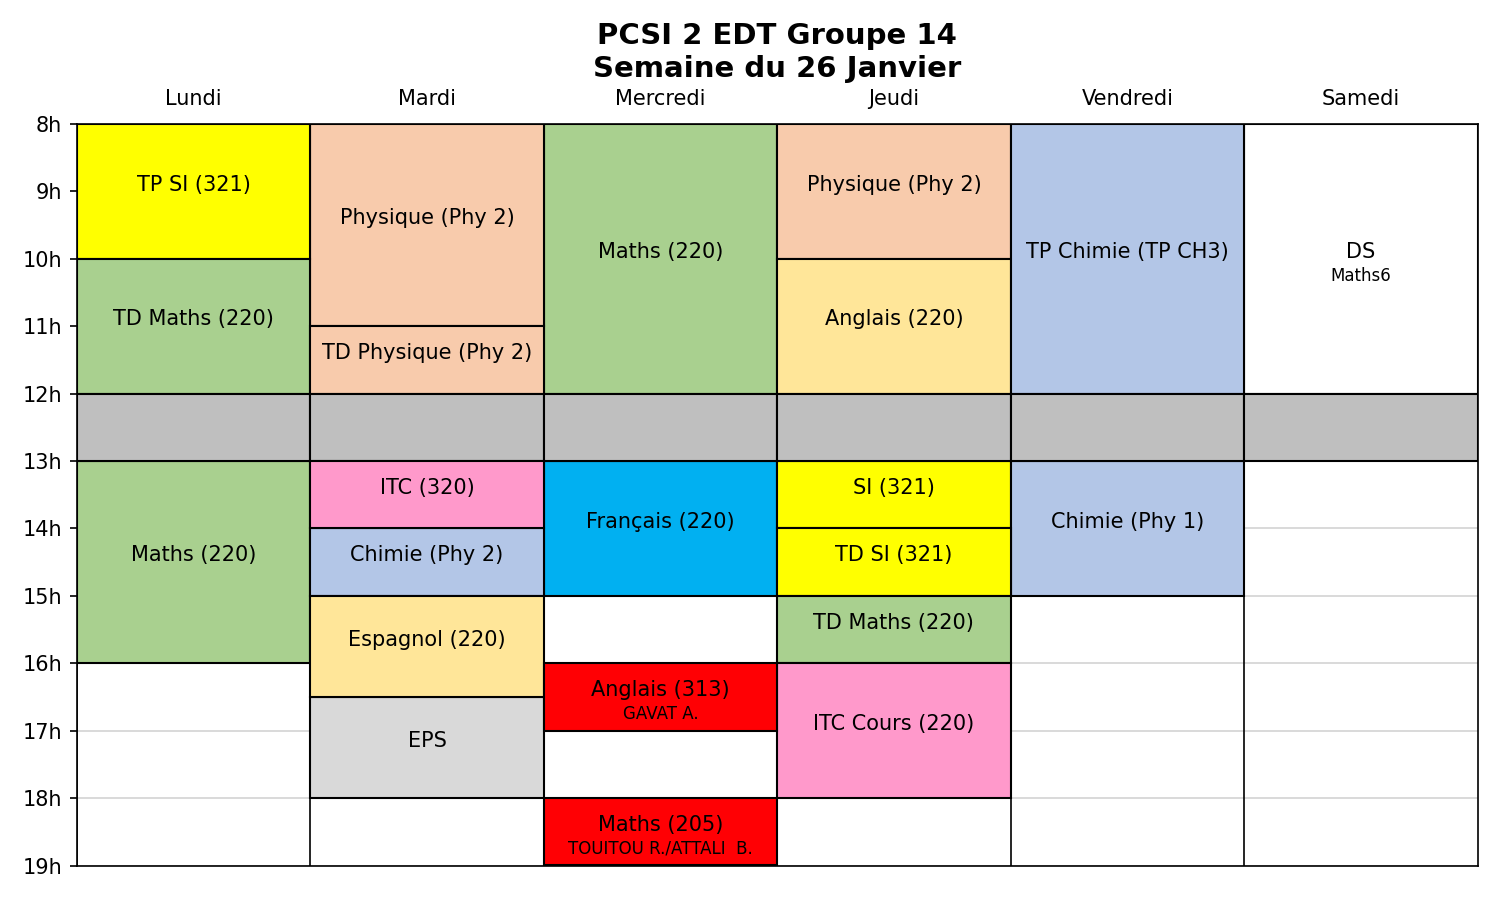 PCSI 2 EDT Groupe 14
Semaine du 26 Janvier
Lundi Mardi Mercredi Jeudi Vendredi Samedi
8h
9h
10h
11h
12h
13h
14h
15h
16h
17h
18h
19h
TP SI (321)
TD Maths (220)
Maths (220)
Physique (Phy 2)
TD Physique (Phy 2)
ITC (320)
Chimie (Phy 2)
Espagnol (220)
EPS
Maths (220)
Français (220)
Anglais (313)
GAVAT A.
Maths (205)
TOUITOU R./ATTALI  B.
Physique (Phy 2)
Anglais (220)
SI (321)
TD SI (321)
TD Maths (220)
ITC Cours (220)
TP Chimie (TP CH3)
Chimie (Phy 1)
DS
Maths6